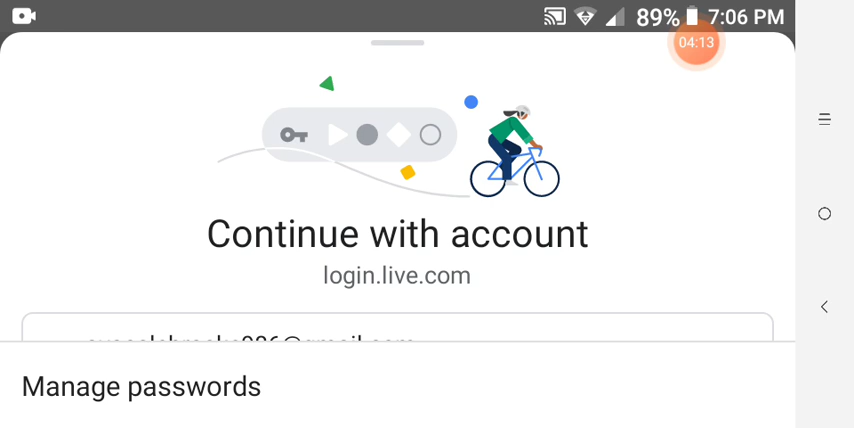 89% 7:06 PM
04:13
Continue with account
login.live.com
Manage passwords